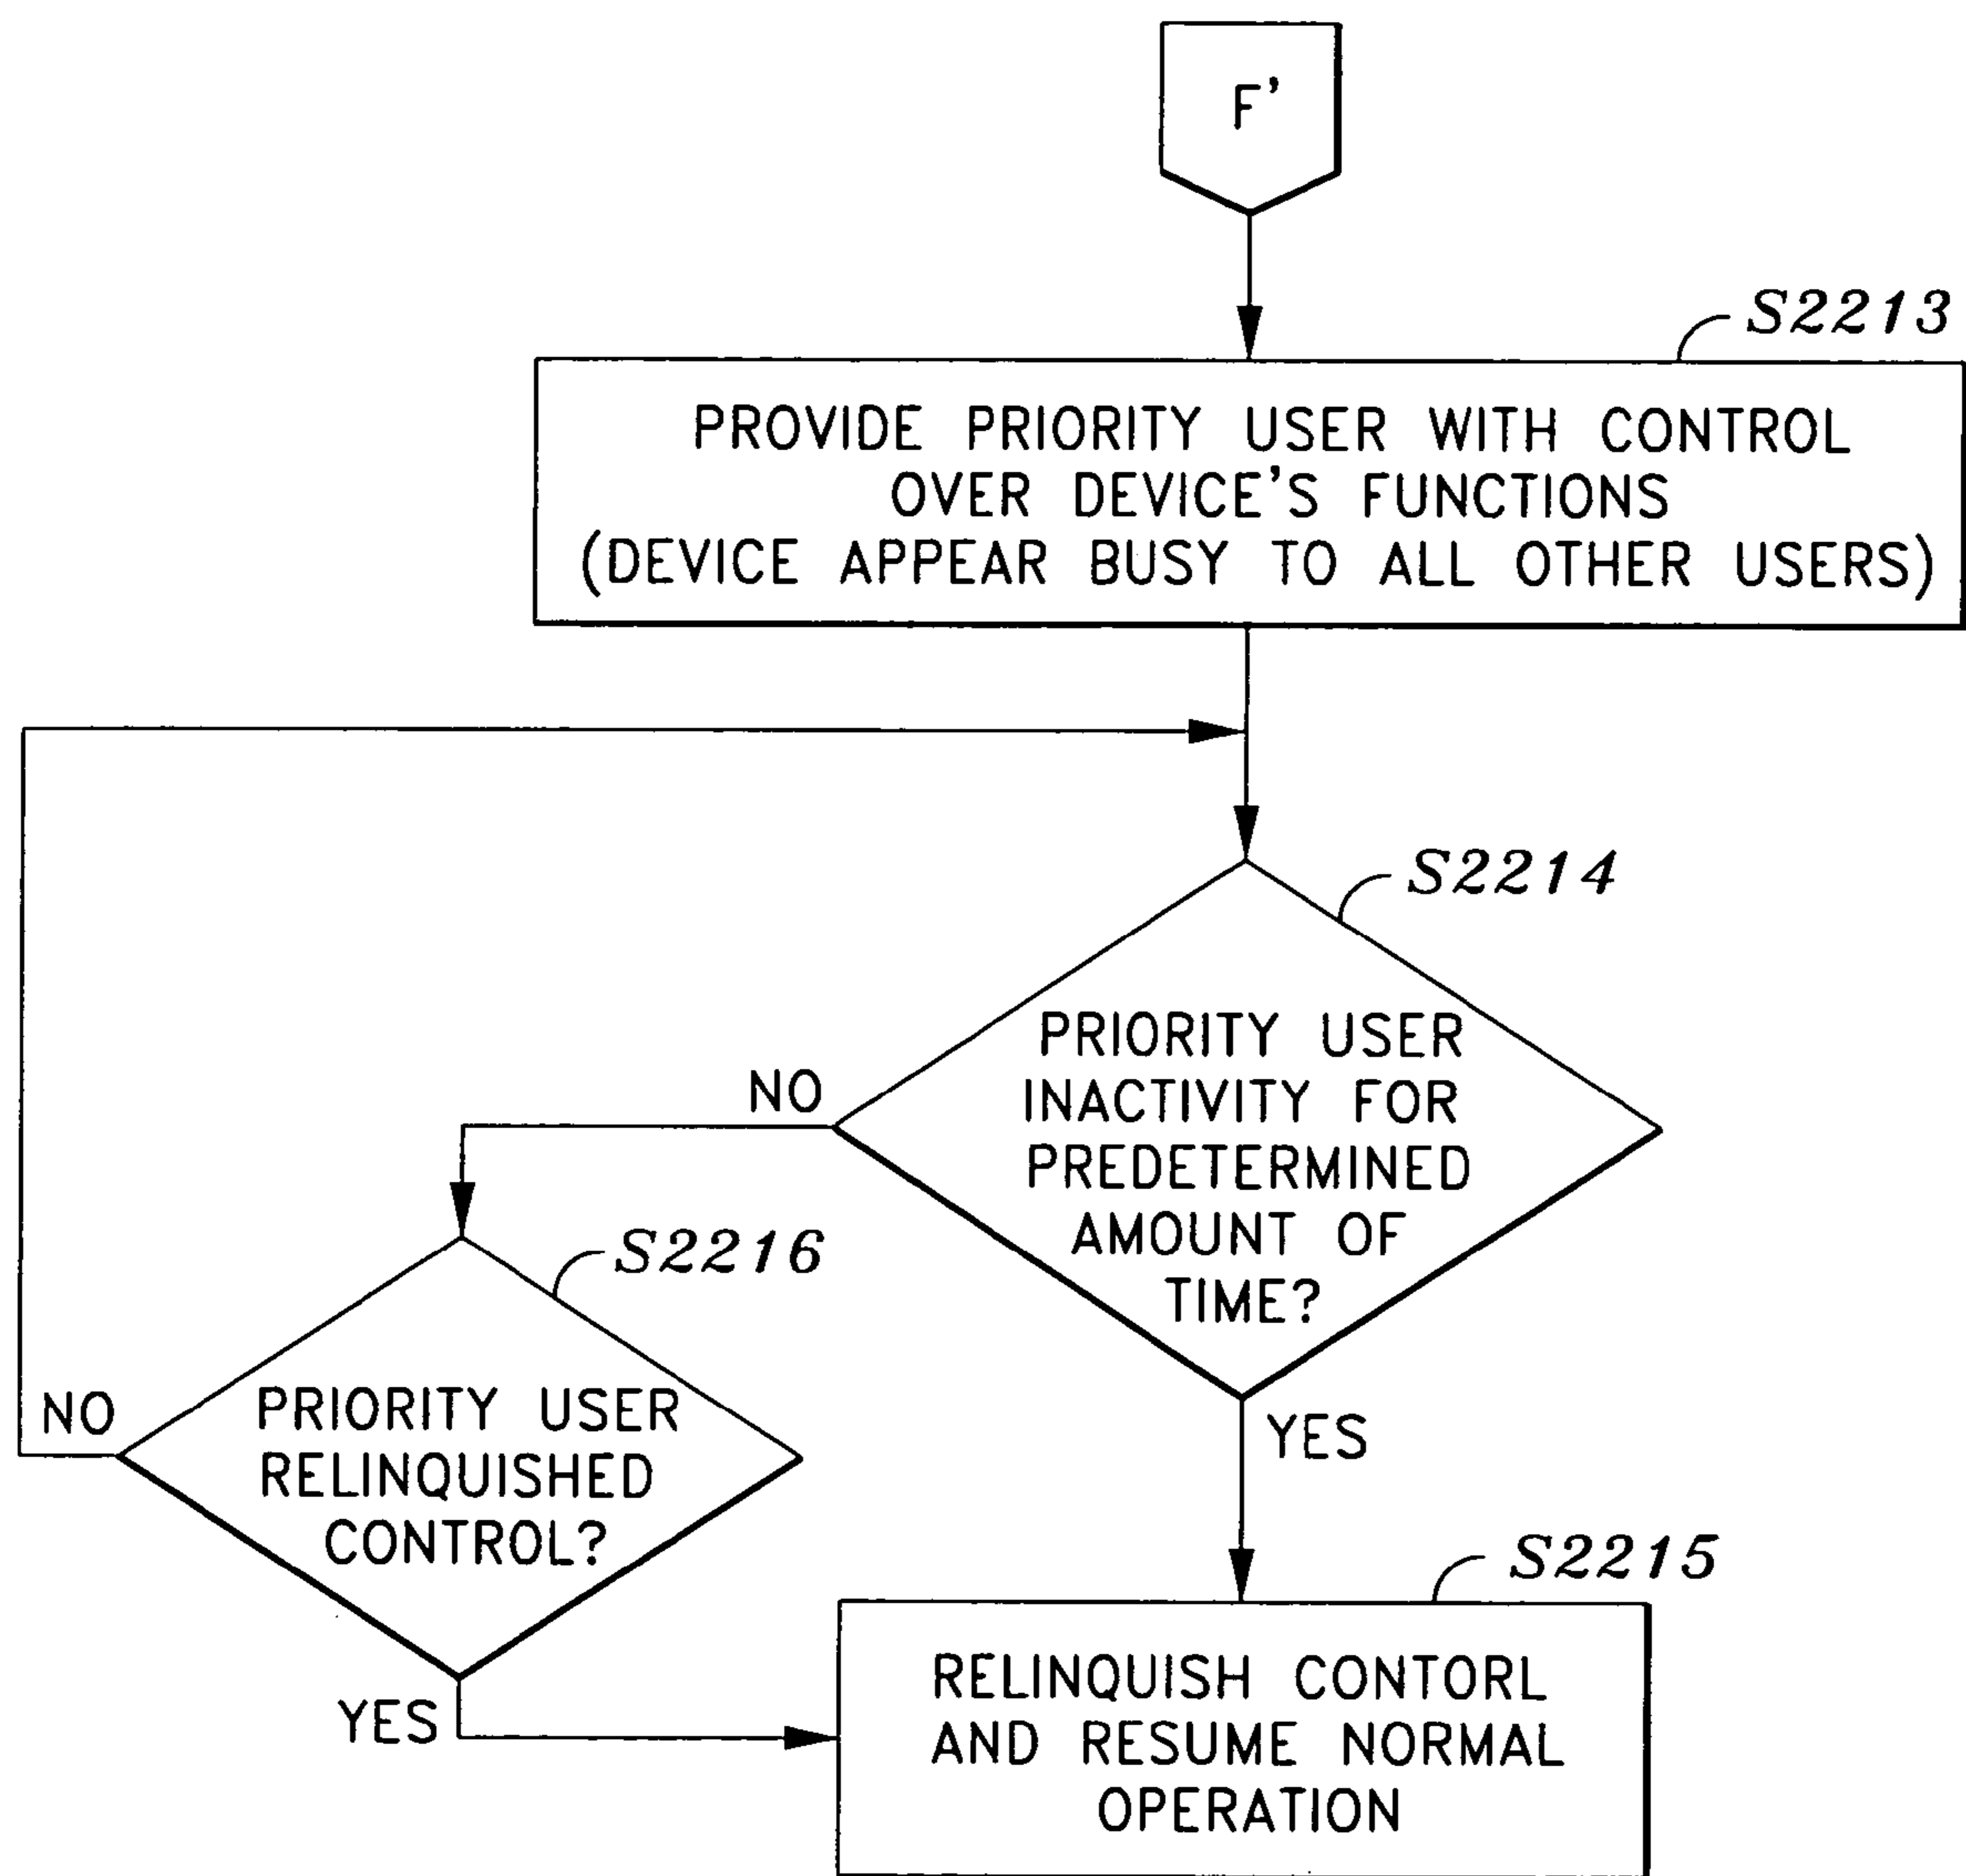 F'
S2213
PROVIDE PRIORITY USER WITH CONTROL
OVER DEVICE'S FUNCTIONS
(DEVICE APPEAR BUSY TO ALL OTHER USERS)
S2214
PRIORITY USER
INACTIVITY FOR
PREDETERMINED
AMOUNT OF
TIME?
NO
YES
S2216
PRIORITY USER
RELINQUISHED
CONTROL?
NO
YES
S2215
RELINQUISH CONTORL
AND RESUME NORMAL
OPERATION